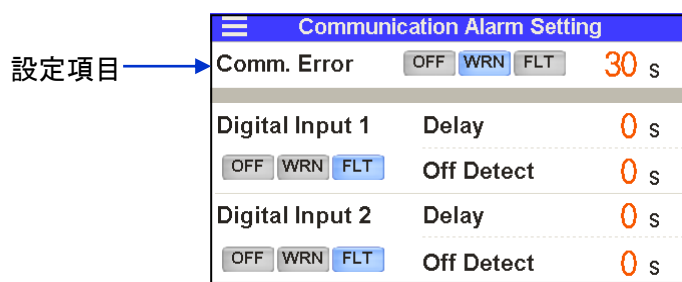 Communication Alarm Setting
設定項目
Comm. Error OFF WRN FLT 30 s
Digital Input 1 Delay 0 s
OFF WRN FLT Off Detect 0 s
Digital Input 2 Delay 0 s
OFF WRN FLT Off Detect 0 s